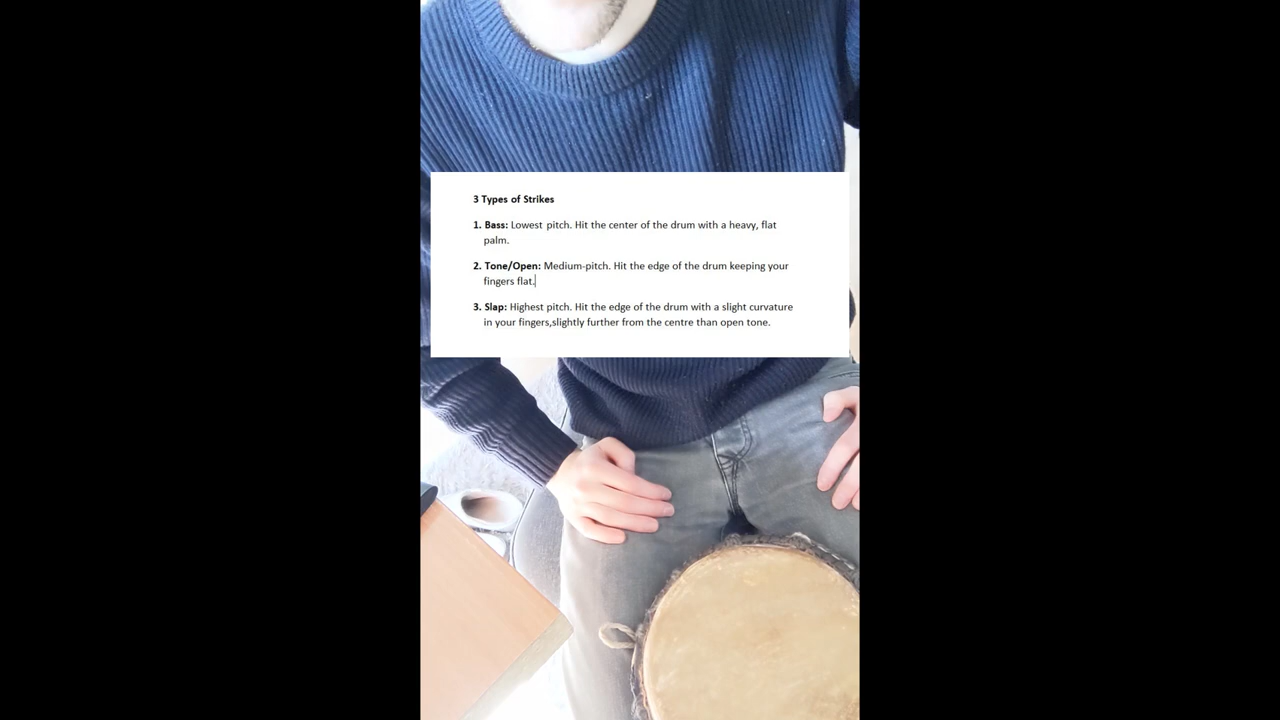 3 Types of Strikes
1. Bass: Lowest pitch. Hit the center of the drum with a heavy, flat
palm.
2. Tone/Open: Medium-pitch. Hit the edge of the drum keeping your
fingers flat.
3. Slap: Highest pitch. Hit the edge of the drum with a slight curvature
in your fingers,slightly further from the centre than open tone.